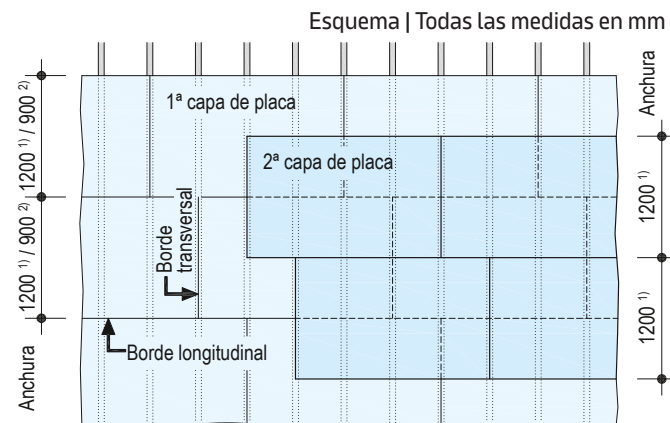 Esquema | Todas las medidas en mm
1ª capa de placa
2ª capa de placa
Borde
transversal
Borde longitudinal
1200 1) / 900 2)
1200 1) / 900 2)
Anchura
Anchura
1200 1)
1200 1)